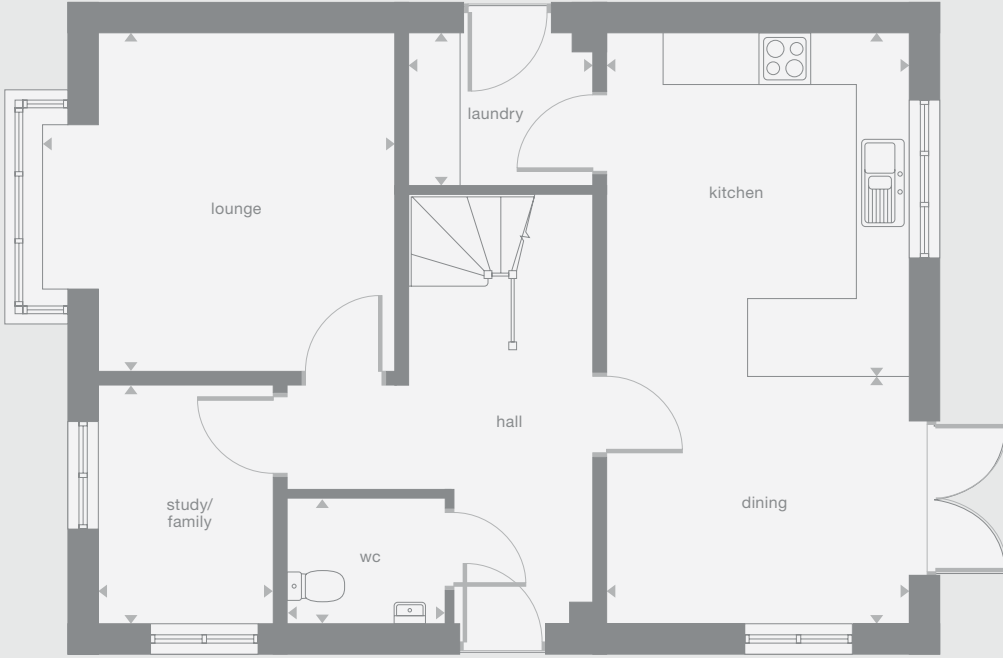 laundry
kitchen
lounge
hall
study/
family
dining
wc